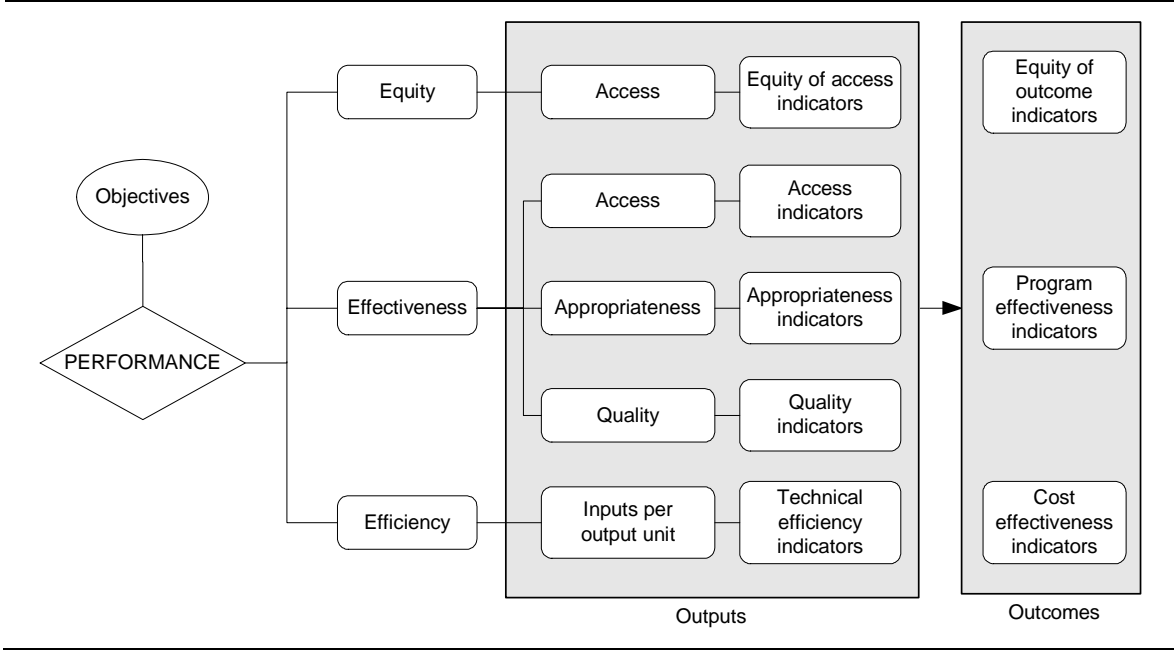 Objectives
PERFORMANCE
Equity
Effectiveness
Efficiency
Access
Equity of access
indicators
Access
Access
indicators
Appropriateness
Appropriateness
indicators
Quality
Quality
indicators
Inputs per
output unit
Technical
efficiency
indicators
Outputs
Equity of
outcome
indicators
Program
effectiveness
indicators
Cost
effectiveness
indicators
Outcomes